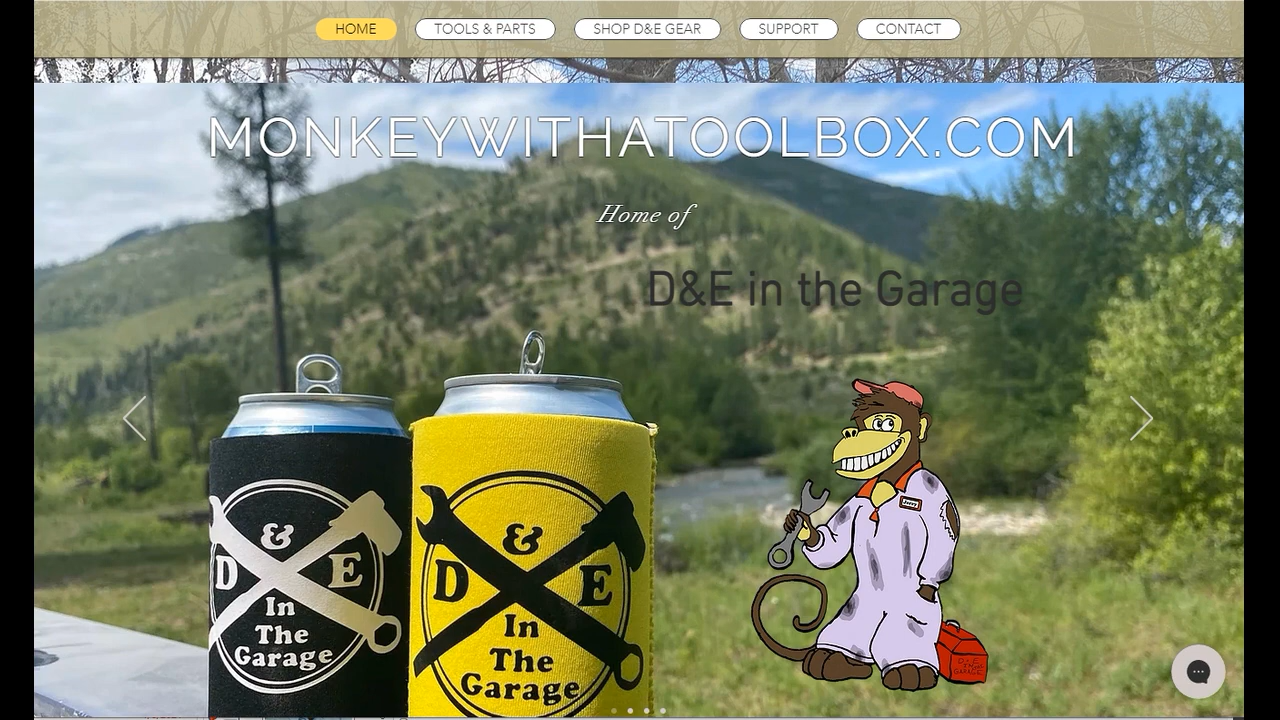 HOME
TOOLS & PARTS
SHOP D&E GEAR
SUPPORT
CONTACT
MONKEYWITHATOOLBOX.COM
Home of
D&E in the Garage
&
D E
In
The
Garage
&
D E
In
The
Garage